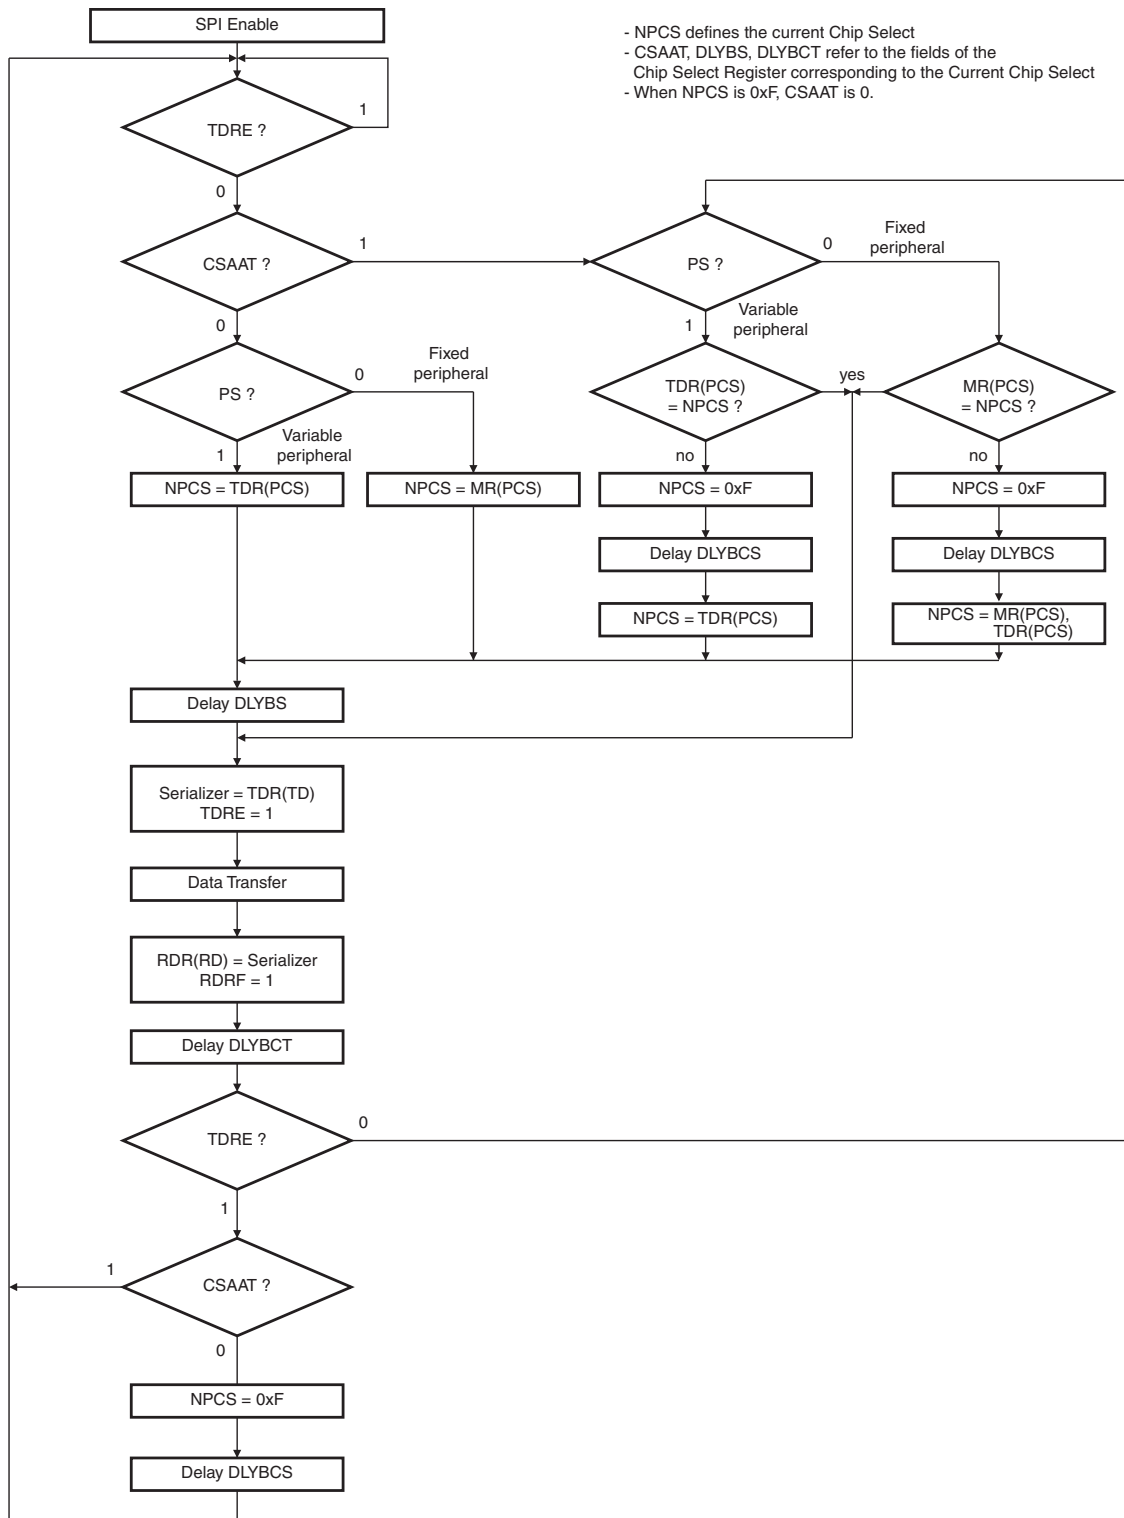 SPI Enable
- NPCS defines the current Chip Select
- CSAAT, DLYBS, DLYBCT refer to the fields of the
Chip Select Register corresponding to the Current Chip Select
- When NPCS is 0xF, CSAAT is 0.
TDRE ?
1
0
CSAAT ?
1
0
PS ?
0
Fixed
peripheral
1
Variable
peripheral
PS ?
0
Fixed
peripheral
1
Variable
peripheral
NPCS = TDR(PCS)
NPCS = MR(PCS)
TDR(PCS)
= NPCS ?
yes
MR(PCS)
= NPCS ?
no
no
NPCS = 0xF
NPCS = 0xF
Delay DLYBCS
Delay DLYBCS
NPCS = TDR(PCS)
NPCS = MR(PCS),
TDR(PCS)
Delay DLYBS
Serializer = TDR(TD)
TDRE = 1
Data Transfer
RDR(RD) = Serializer
RDRF = 1
Delay DLYBCT
TDRE ?
0
1
CSAAT ?
1
0
NPCS = 0xF
Delay DLYBCS